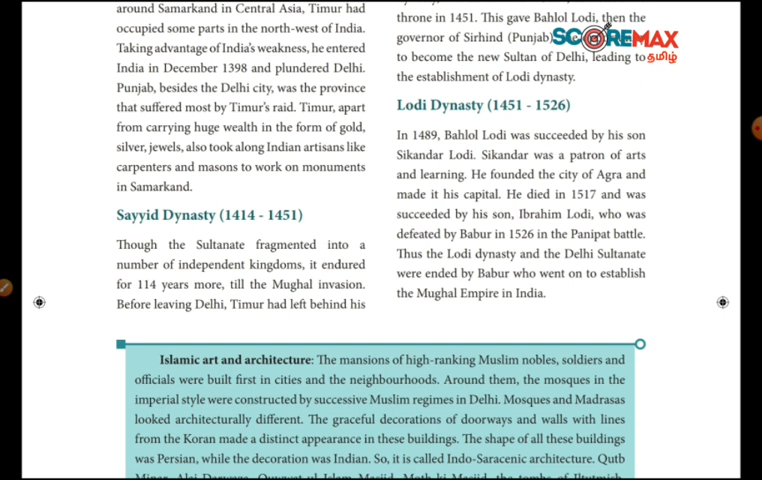 around Samarkand in Central Asia, Timur had
occupied some parts in the north-west of India.
Taking advantage of India's weakness, he entered
India in December 1398 and plundered Delhi.
Punjab, besides the Delhi city, was the province
that suffered most by Timur's raid. Timur, apart
from carrying huge wealth in the form of gold,
silver, jewels, also took along Indian artisans like
carpenters and masons to work on monuments
in Samarkand.
Sayyid Dynasty (1414 - 1451)
Though the Sultanate fragmented into a
number of independent kingdoms, it endured
for 114 years more, till the Mughal invasion.
Before leaving Delhi, Timur had left behind his
throne in 1451. This gave Bahlol Lodi, then the
governor of Sirhind (Punjab)
to become the new Sultan of Delhi, leading to
the establishment of Lodi dynasty.
SCOREMAX
தமிழ்
Lodi Dynasty (1451 - 1526)
In 1489, Bahlol Lodi was succeeded by his son
Sikandar Lodi. Sikandar was a patron of arts
and learning. He founded the city of Agra and
made it his capital. He died in 1517 and was
succeeded by his son, Ibrahim Lodi, who was
defeated by Babur in 1526 in the Panipat battle.
Thus the Lodi dynasty and the Delhi Sultanate
were ended by Babur who went on to establish
the Mughal Empire in India.
Islamic art and architecture: The mansions of high-ranking Muslim nobles, soldiers and
officials were built first in cities and the neighbourhoods. Around them, the mosques in the
imperial style were constructed by successive Muslim regimes in Delhi. Mosques and Madrasas
looked architecturally different. The graceful decorations of doorways and walls with lines
from the Koran made a distinct appearance in these buildings. The shape of all these buildings
was Persian, while the decoration was Indian. So, it is called Indo-Saracenic architecture. Qutb
Minar, Alai Darwaza, Quwwat-ul Islam Masjid, Moth ki Masjid, the tombs of Iltutmish,